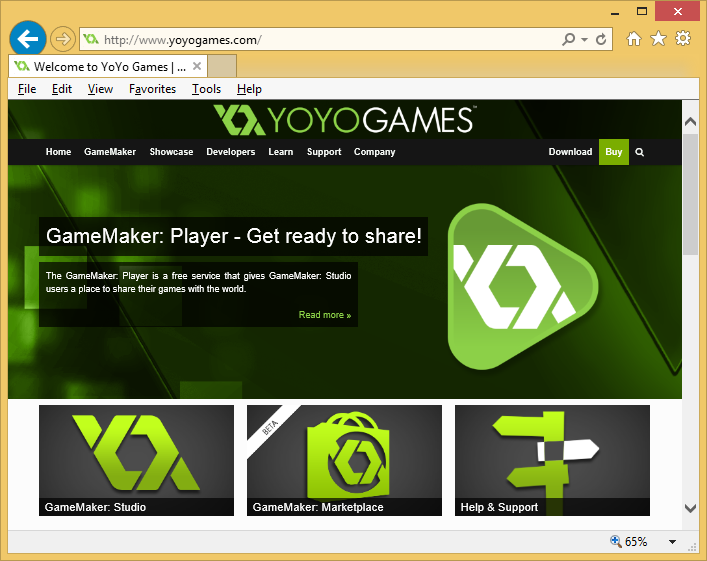 http://www.yoyogames.com/
Welcome to YoYo Games | ...
File Edit View Favorites Tools Help
YOYOGAMES™
Home GameMaker Showcase Developers Learn Support Company Download Buy
GameMaker: Player - Get ready to share!
The GameMaker: Player is a free service that gives GameMaker: Studio
users a place to share their games with the world.
Read more »
BETA
GameMaker: Studio GameMaker: Marketplace Help & Support
65%